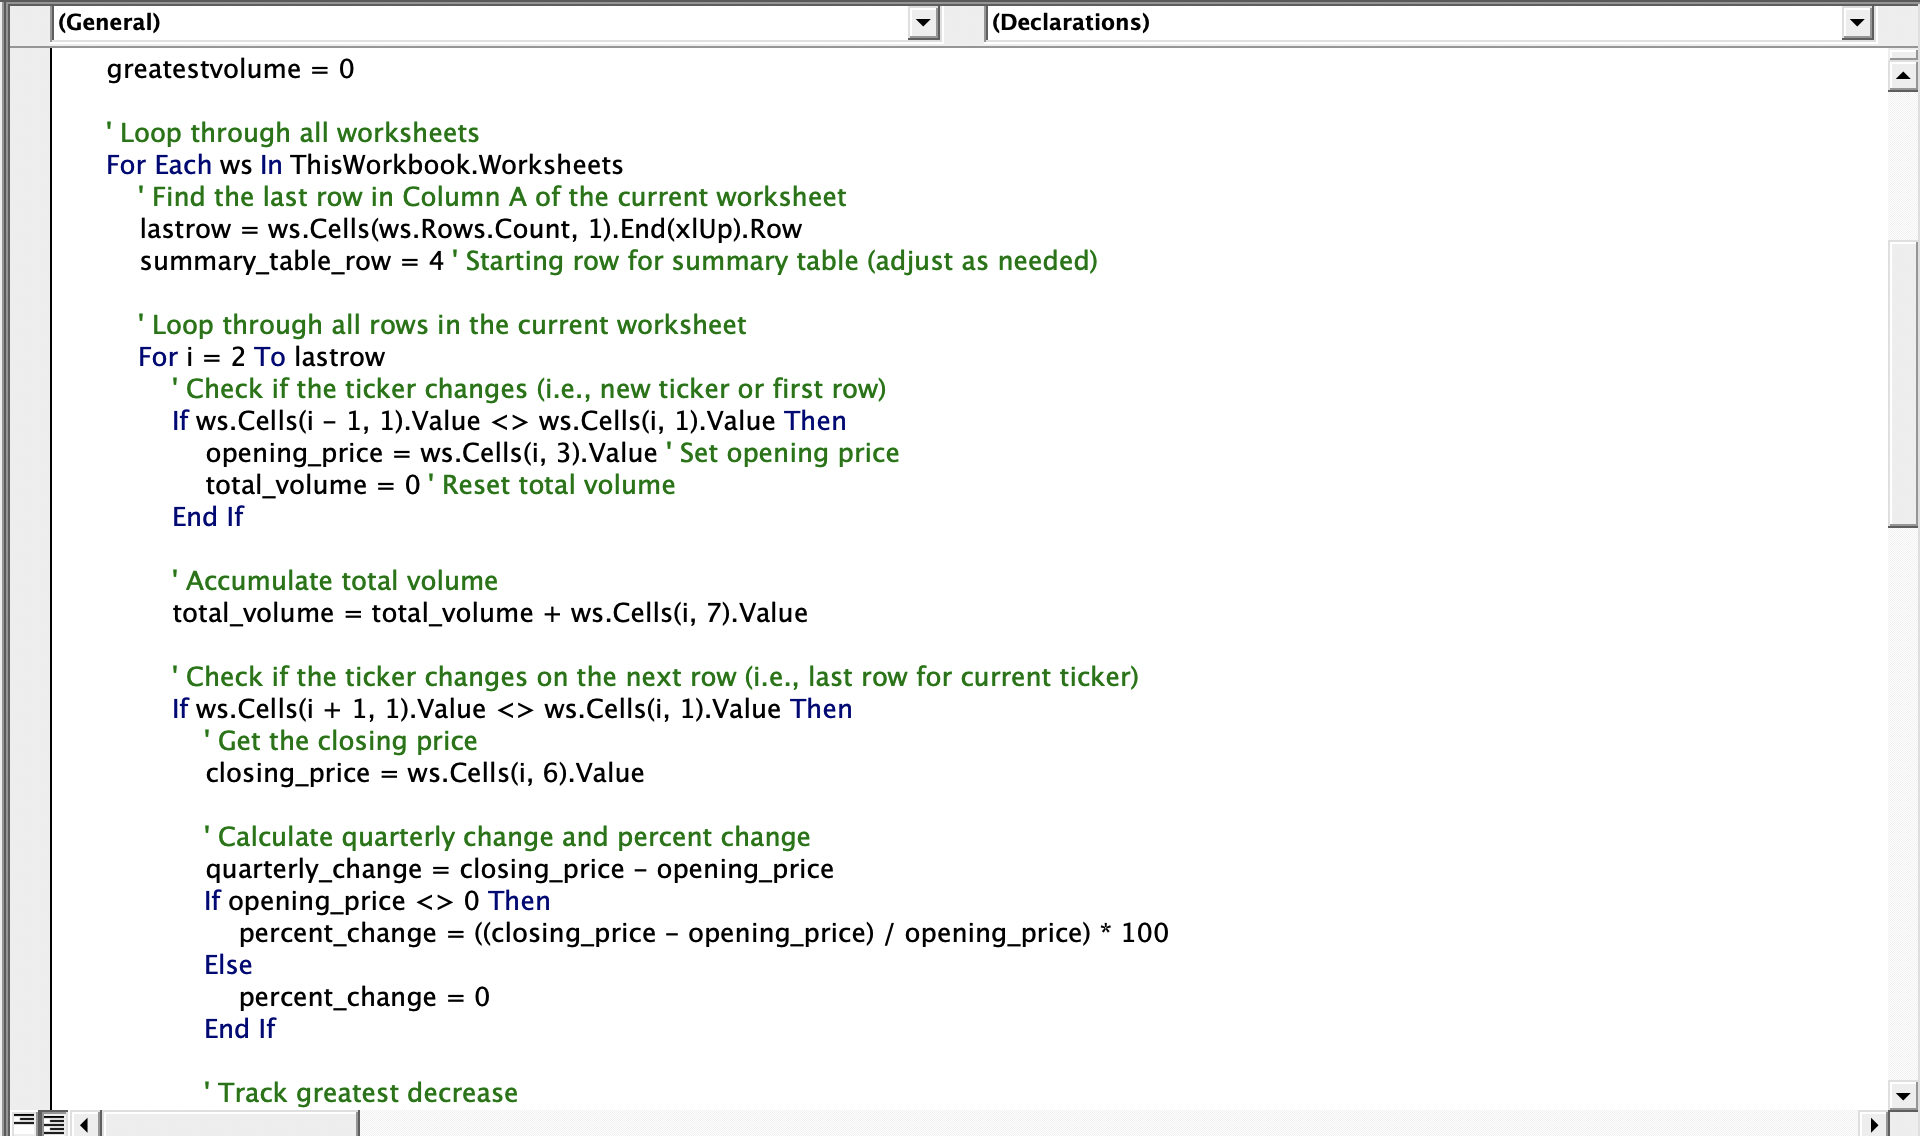 (General)
(Declarations)
greatestvolume = 0
' Loop through all worksheets
For Each ws In ThisWorkbook.Worksheets
' Find the last row in Column A of the current worksheet
lastrow = ws.Cells(ws.Rows.Count, 1).End(xlUp).Row
summary_table_row = 4 ' Starting row for summary table (adjust as needed)
' Loop through all rows in the current worksheet
For i = 2 To lastrow
' Check if the ticker changes (i.e., new ticker or first row)
If ws.Cells(i - 1, 1).Value <> ws.Cells(i, 1).Value Then
opening_price = ws.Cells(i, 3).Value ' Set opening price
total_volume = 0 ' Reset total volume
End If
' Accumulate total volume
total_volume = total_volume + ws.Cells(i, 7).Value
' Check if the ticker changes on the next row (i.e., last row for current ticker)
If ws.Cells(i + 1, 1).Value <> ws.Cells(i, 1).Value Then
' Get the closing price
closing_price = ws.Cells(i, 6).Value
' Calculate quarterly change and percent change
quarterly_change = closing_price - opening_price
If opening_price <> 0 Then
percent_change = ((closing_price - opening_price) / opening_price) * 100
Else
percent_change = 0
End If
' Track greatest decrease